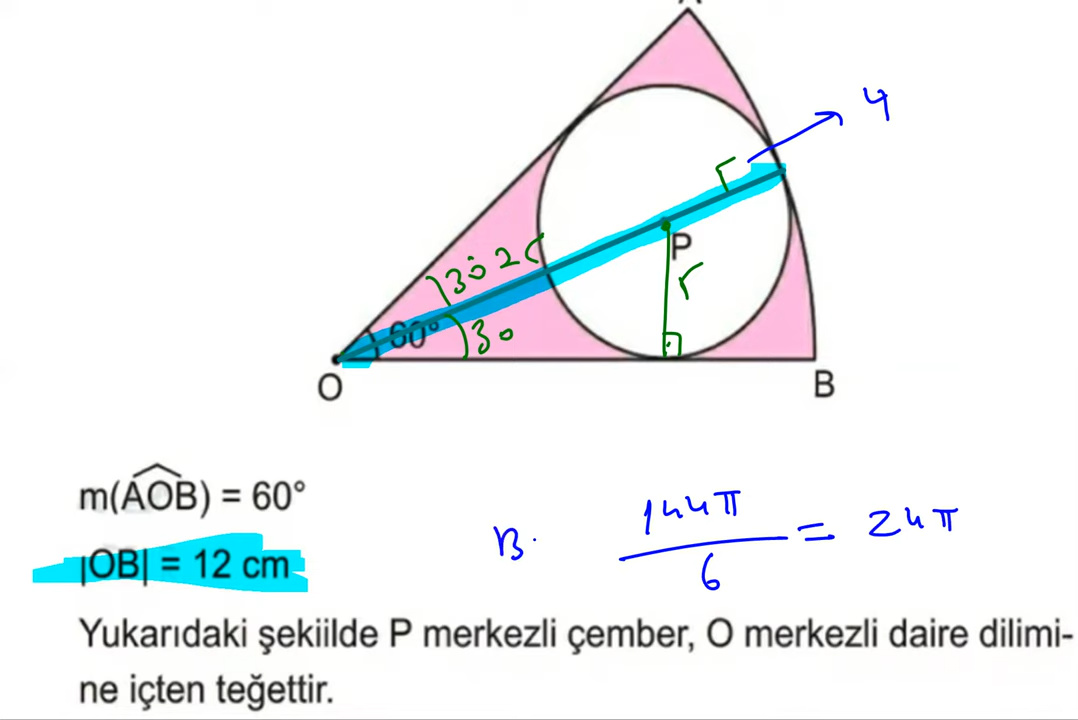 A
4
r
30 2r
P
r
60°
30
O
B
m(AOB) = 60°
|OB| = 12 cm
B. 144π / 6 = 24π
Yukarıdaki şekiilde P merkezli çember, O merkezli daire dilimi-
ne içten teğettir.